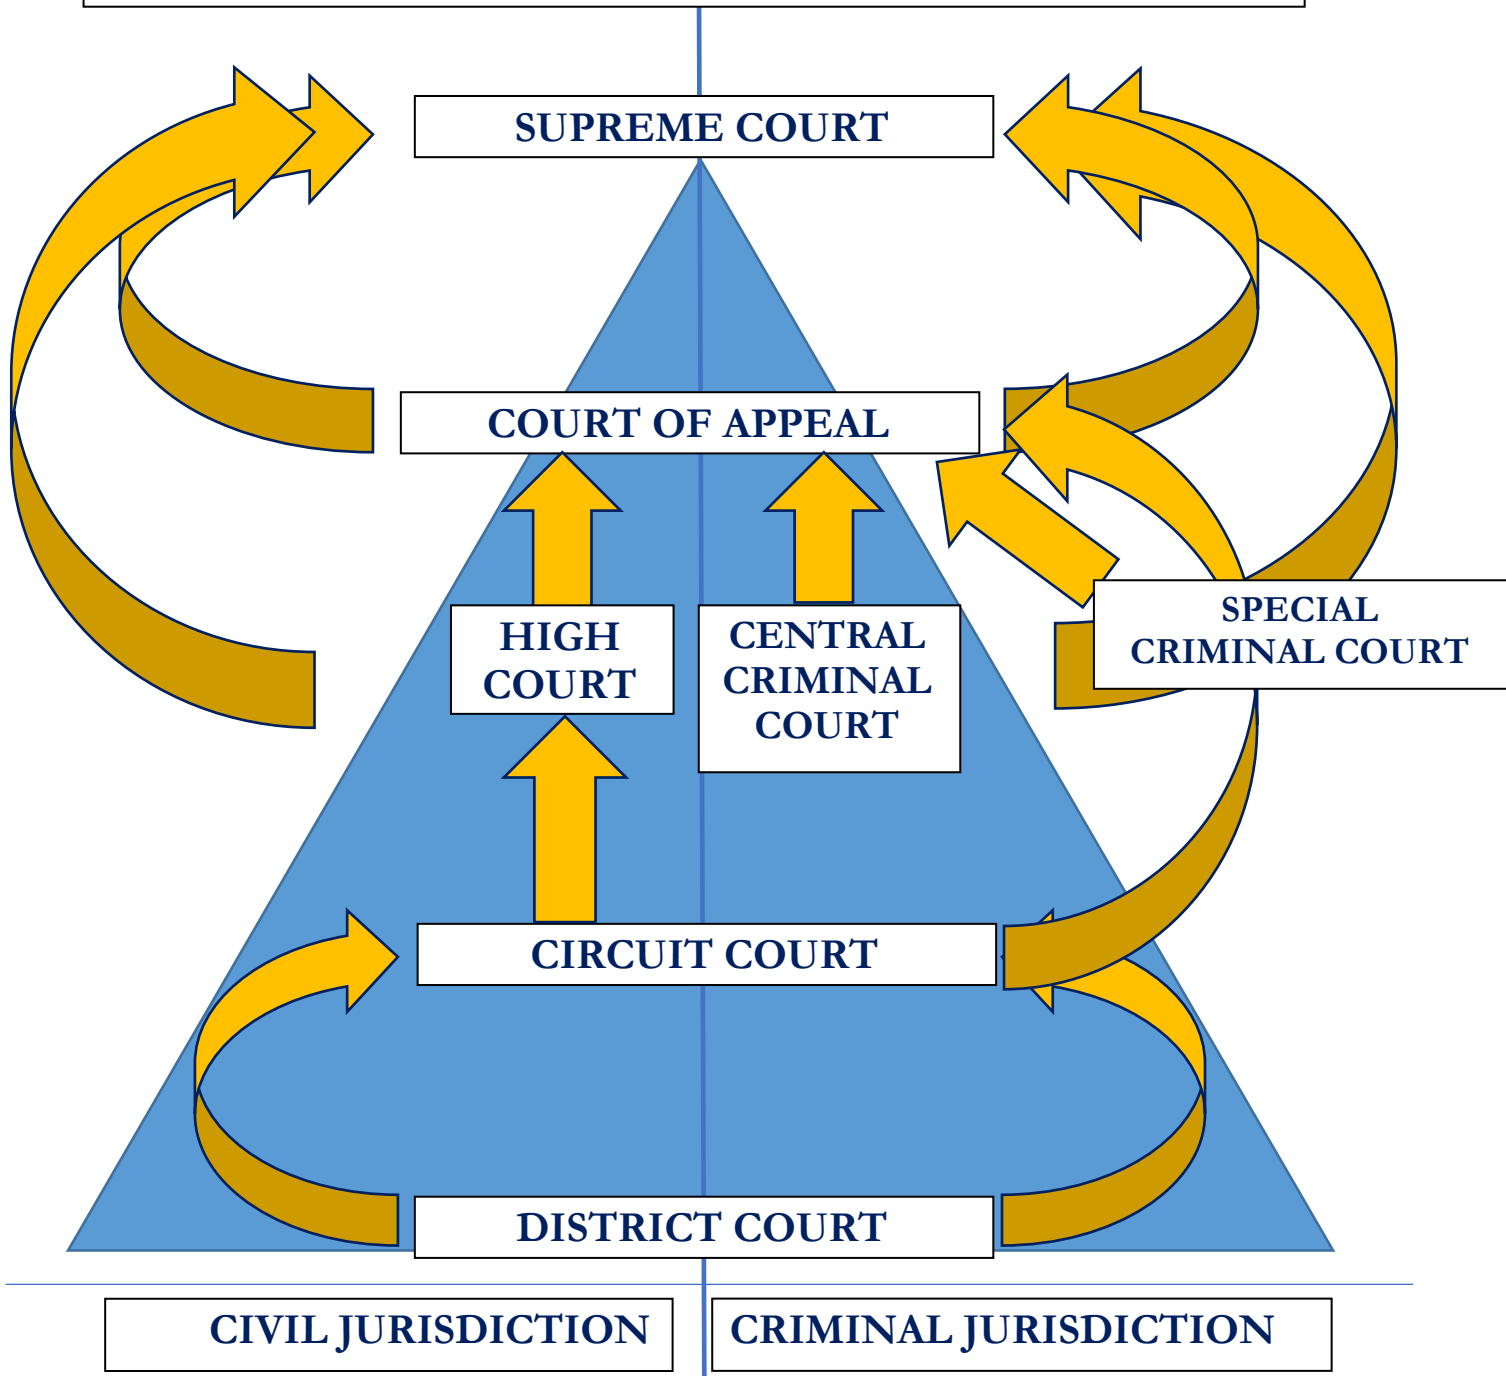 SUPREME COURT
COURT OF APPEAL
HIGH
COURT
CENTRAL
CRIMINAL
COURT
SPECIAL
CRIMINAL COURT
CIRCUIT COURT
DISTRICT COURT
CIVIL JURISDICTION
CRIMINAL JURISDICTION